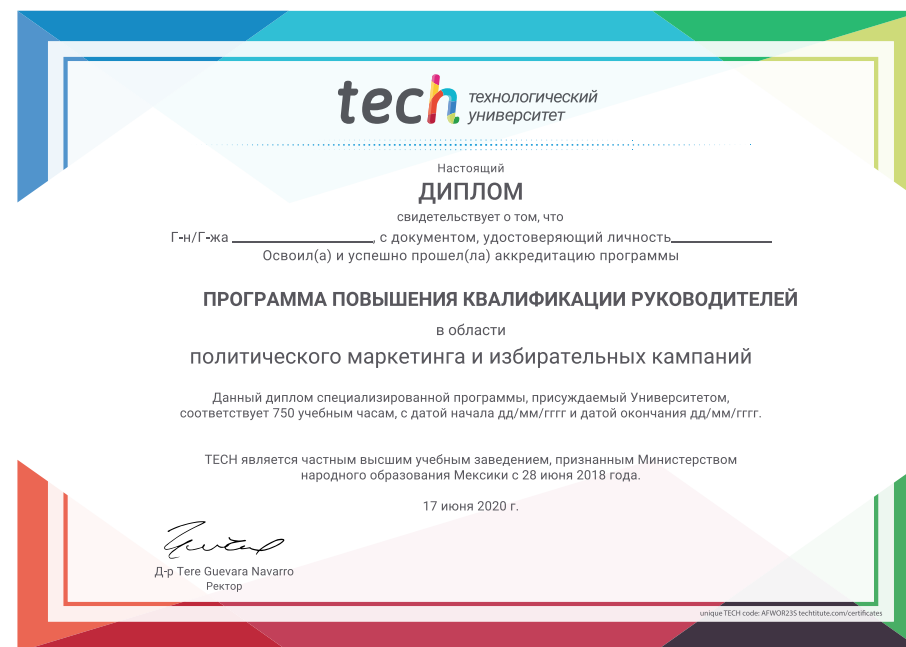 tech технологический
университет
Настоящий
ДИПЛОМ
свидетельствует о том, что
Г-н/Г-жа ____________, с документом, удостоверяющий личность____________
Освоил(а) и успешно прошел(ла) аккредитацию программы
ПРОГРАММА ПОВЫШЕНИЯ КВАЛИФИКАЦИИ РУКОВОДИТЕЛЕЙ
в области
политического маркетинга и избирательных кампаний
Данный диплом специализированной программы, присуждаемый Университетом,
соответствует 750 учебным часам, с датой начала дд/мм/гггг и датой окончания дд/мм/гггг.
TECH является частным высшим учебным заведением, признанным Министерством
народного образования Мексики с 28 июня 2018 года.
17 июня 2020 г.
Д-р Tere Guevara Navarro
Ректор
unique TECH code: AFWOR23S techtitute.com/certificates